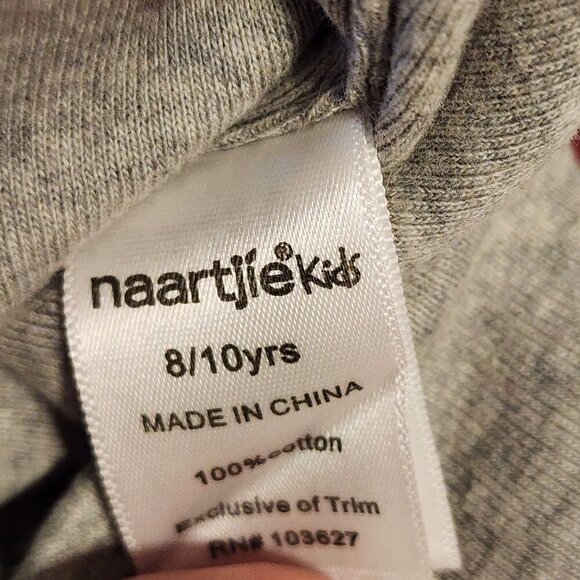 naartjie® Kids
8/10yrs
MADE IN CHINA
100% cotton
Exclusive of Trim
RN# 103627